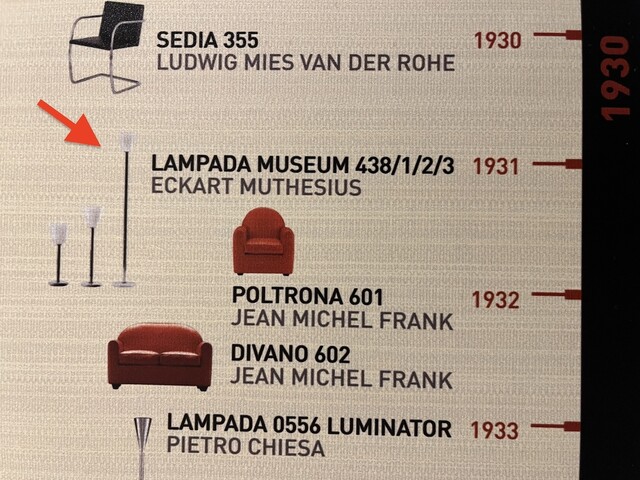 SEDIA 355
LUDWIG MIES VAN DER ROHE
1930
1930
LAMPADA MUSEUM 438/1/2/3
ECKART MUTHESIUS
1931
POLTRONA 601
JEAN MICHEL FRANK
1932
DIVANO 602
JEAN MICHEL FRANK
LAMPADA 0556 LUMINATOR
PIETRO CHIESA
1933